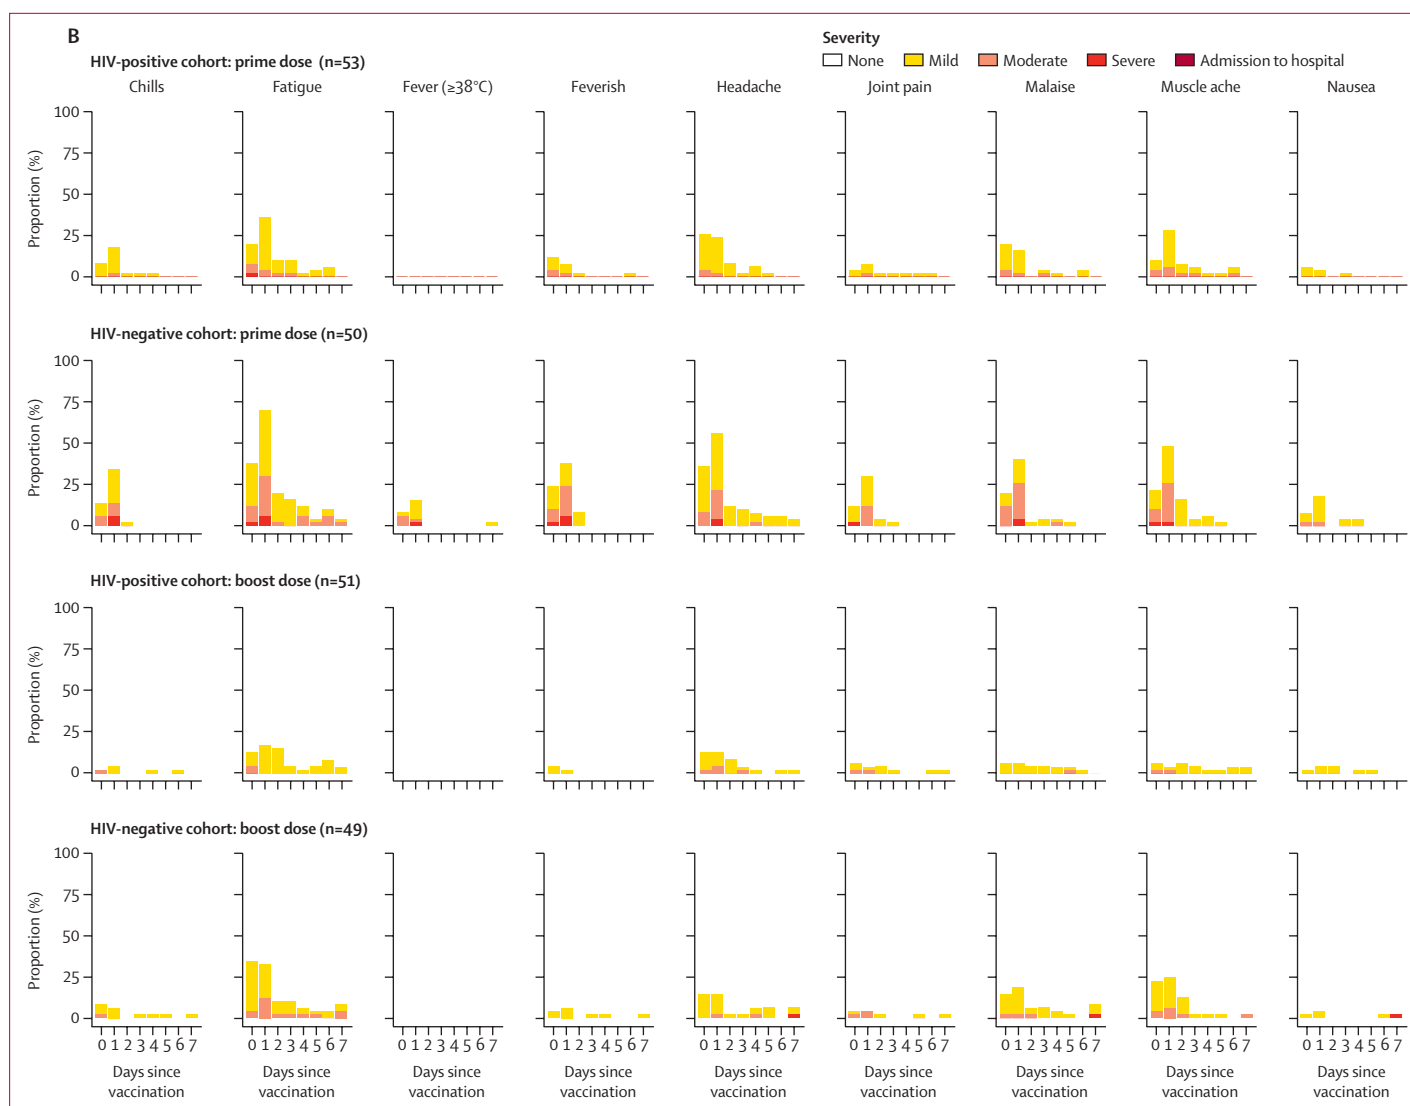 B
Severity
None Mild Moderate Severe Admission to hospital
HIV-positive cohort: prime dose (n=53)
Chills Fatigue Fever (≥38°C) Feverish Headache Joint pain Malaise Muscle ache Nausea
Proportion (%)
100
75
50
25
0
HIV-negative cohort: prime dose (n=50)
Proportion (%)
100
75
50
25
0
HIV-positive cohort: boost dose (n=51)
Proportion (%)
100
75
50
25
0
HIV-negative cohort: boost dose (n=49)
Proportion (%)
100
75
50
25
0
0 1 2 3 4 5 6 7 0 1 2 3 4 5 6 7 0 1 2 3 4 5 6 7 0 1 2 3 4 5 6 7 0 1 2 3 4 5 6 7 0 1 2 3 4 5 6 7 0 1 2 3 4 5 6 7 0 1 2 3 4 5 6 7 0 1 2 3 4 5 6 7
Days since Days since Days since Days since Days since Days since Days since Days since Days since
vaccination vaccination vaccination vaccination vaccination vaccination vaccination vaccination vaccination